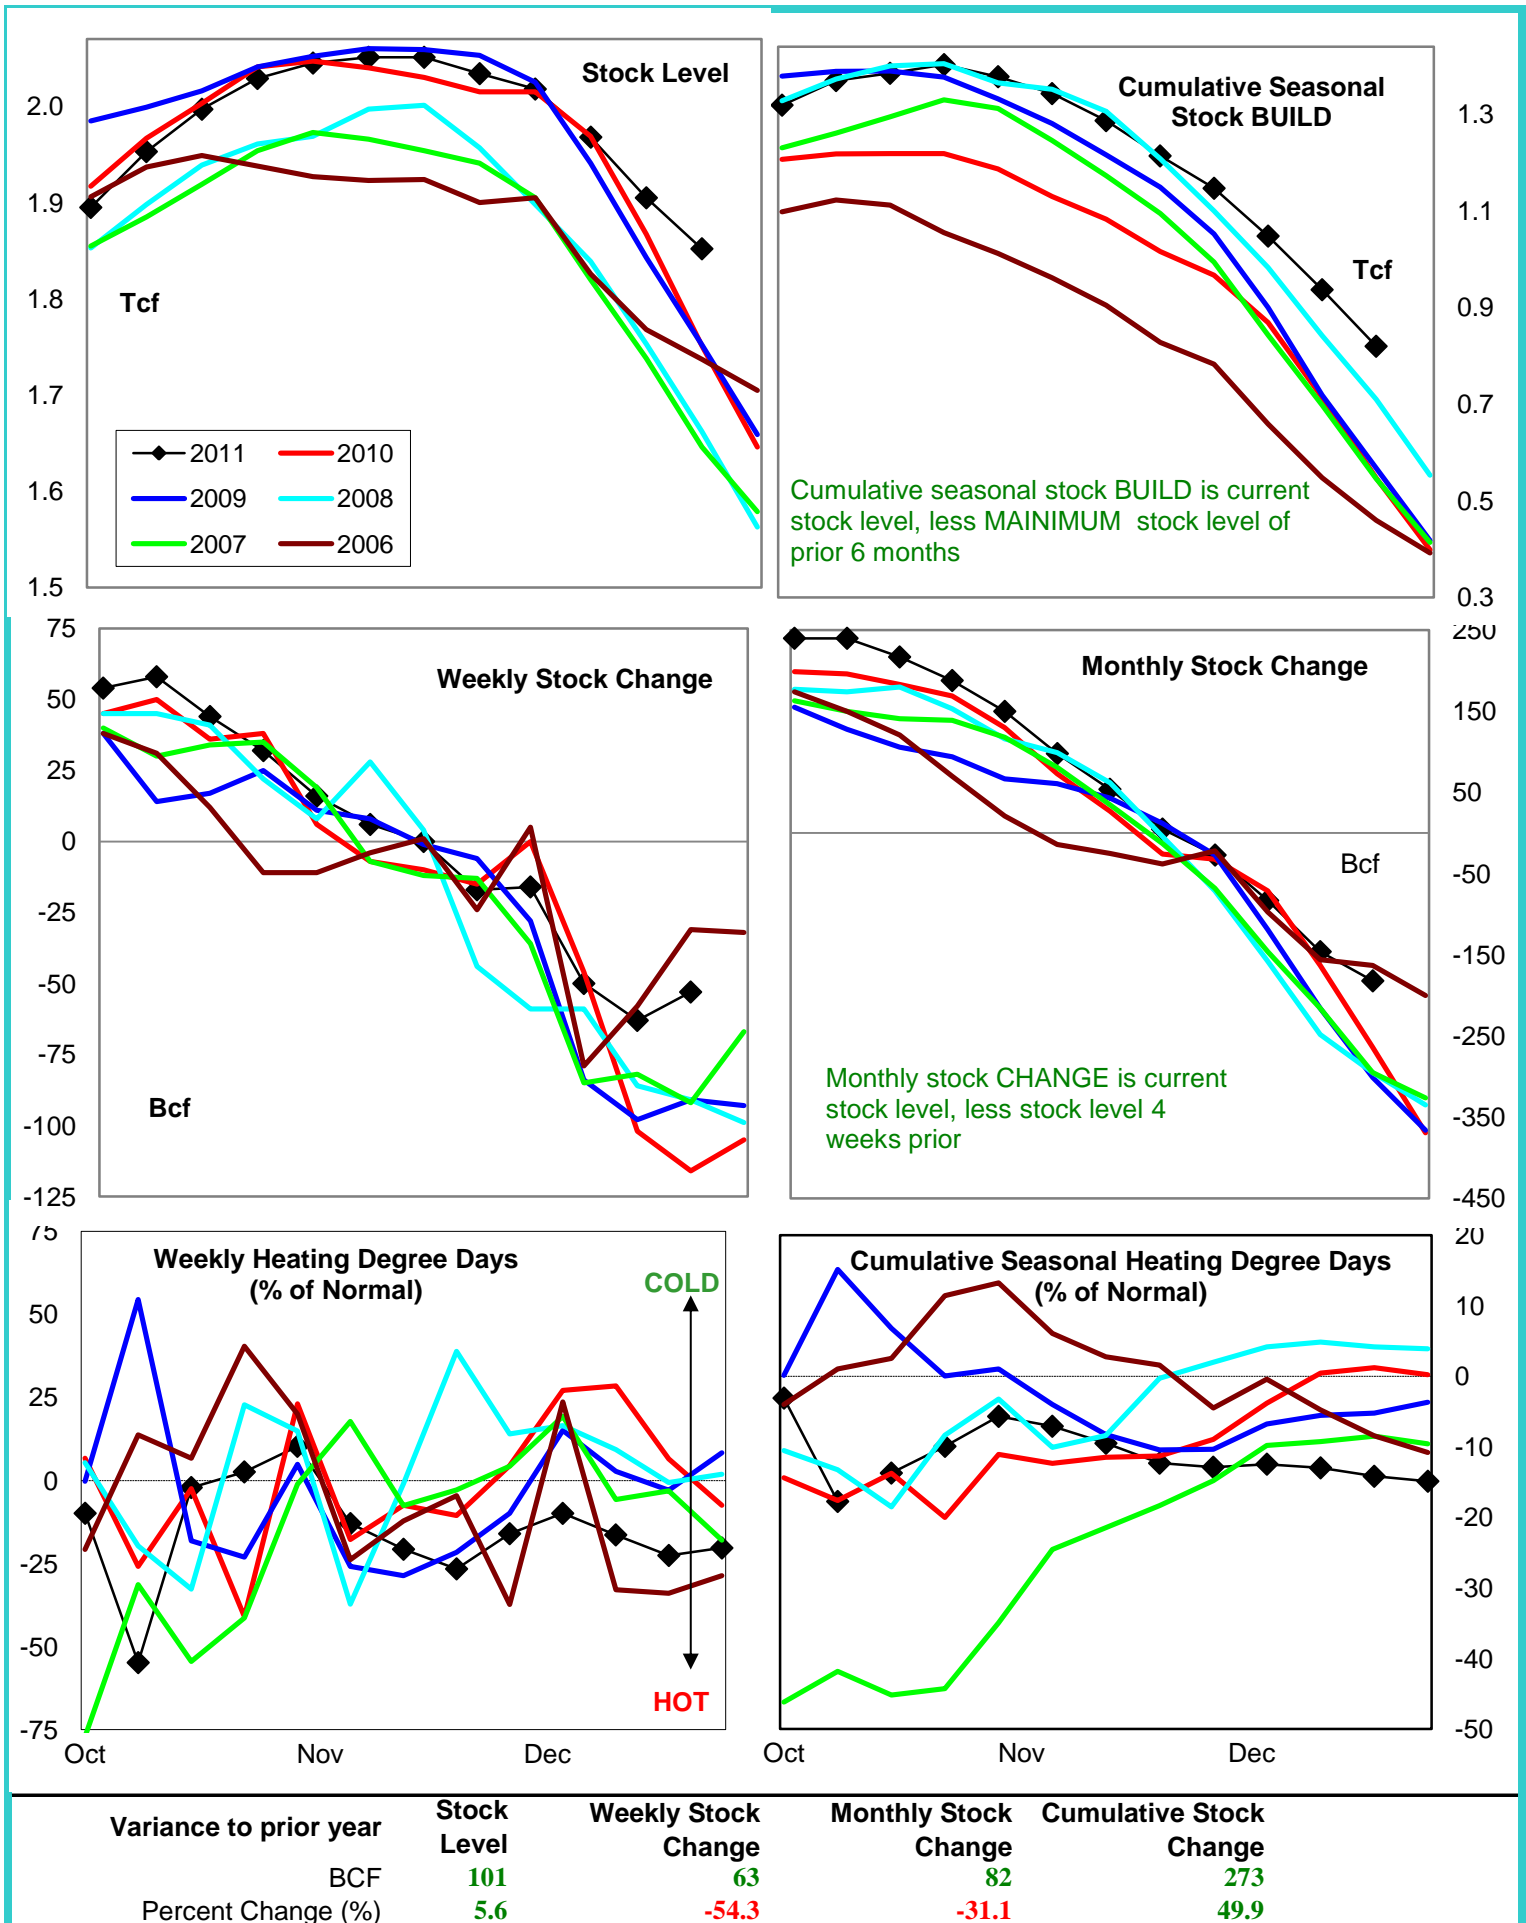 Stock Level
2.0
1.9
1.8
1.7
1.6
1.5
Tcf
2011
2010
2009
2008
2007
2006
Cumulative Seasonal
Stock BUILD
1.3
1.1
0.9
0.7
0.5
0.3
Tcf
Cumulative seasonal stock BUILD is current
stock level, less MAINIMUM stock level of
prior 6 months
75
50
25
0
-25
-50
-75
-100
-125
Weekly Stock Change
Bcf
Monthly Stock Change
250
150
50
-50
-150
-250
-350
-450
Bcf
Monthly stock CHANGE is current
stock level, less stock level 4
weeks prior
75
50
25
0
-25
-50
-75
Weekly Heating Degree Days
(% of Normal)
COLD
HOT
Oct
Nov
Dec
Cumulative Seasonal Heating Degree Days
(% of Normal)
20
10
0
-10
-20
-30
-40
-50
Oct
Nov
Dec
Variance to prior year
Stock
Level
Weekly Stock
Change
Monthly Stock
Change
Cumulative Stock
Change
BCF 101 63 82 273
Percent Change (%) 5.6 -54.3 -31.1 49.9